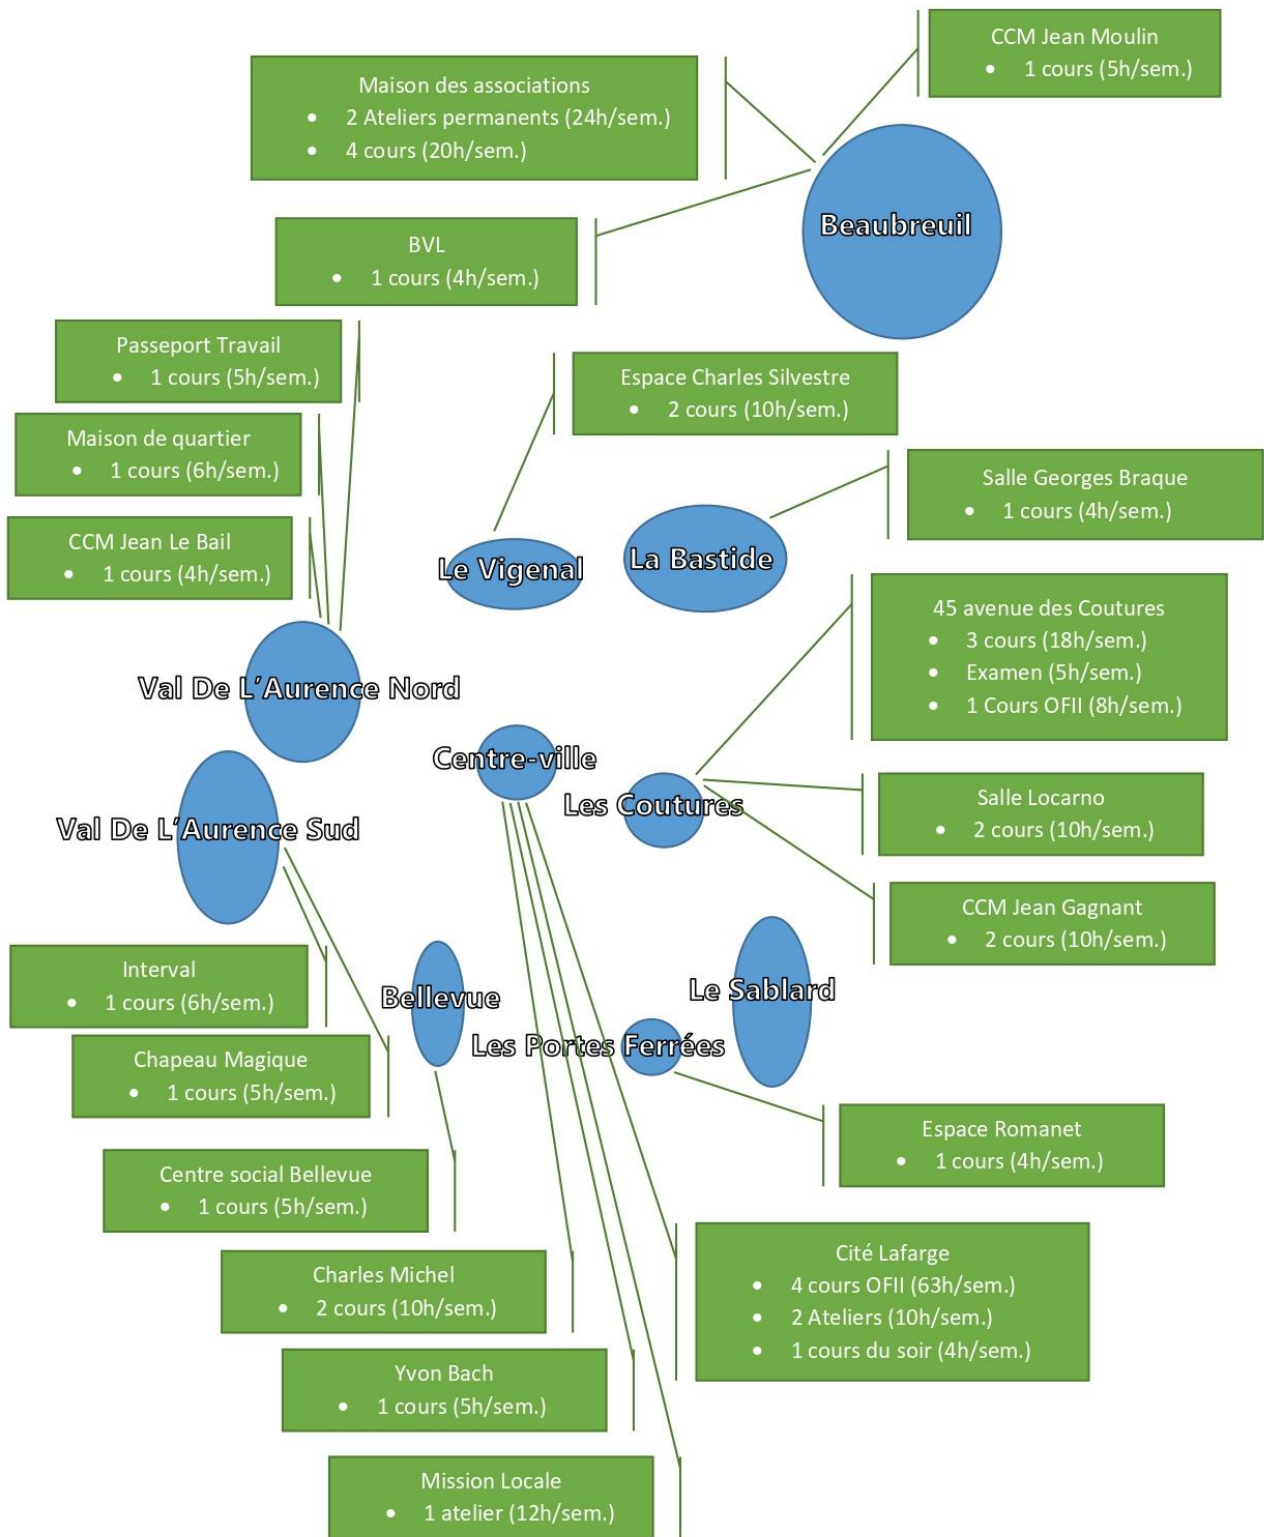 CCM Jean Moulin
• 1 cours (5h/sem.)
Maison des associations
• 2 Ateliers permanents (24h/sem.)
• 4 cours (20h/sem.)
Beaubreuil
BVL
• 1 cours (4h/sem.)
Passeport Travail
• 1 cours (5h/sem.)
Espace Charles Silvestre
• 2 cours (10h/sem.)
Maison de quartier
• 1 cours (6h/sem.)
Salle Georges Braque
• 1 cours (4h/sem.)
CCM Jean Le Bail
• 1 cours (4h/sem.)
Le Vigenal
La Bastide
45 avenue des Coutures
• 3 cours (18h/sem.)
• Examen (5h/sem.)
• 1 Cours OFII (8h/sem.)
Val De L’Aurence Nord
Centre-ville
Les Coutures
Val De L’Aurence Sud
Salle Locarno
• 2 cours (10h/sem.)
CCM Jean Gagnant
• 2 cours (10h/sem.)
Interval
• 1 cours (6h/sem.)
Bellevue
Le Sablard
Les Portes Ferrées
Chapeau Magique
• 1 cours (5h/sem.)
Espace Romanet
• 1 cours (4h/sem.)
Centre social Bellevue
• 1 cours (5h/sem.)
Cité Lafarge
• 4 cours OFII (63h/sem.)
• 2 Ateliers (10h/sem.)
• 1 cours du soir (4h/sem.)
Charles Michel
• 2 cours (10h/sem.)
Yvon Bach
• 1 cours (5h/sem.)
Mission Locale
• 1 atelier (12h/sem.)